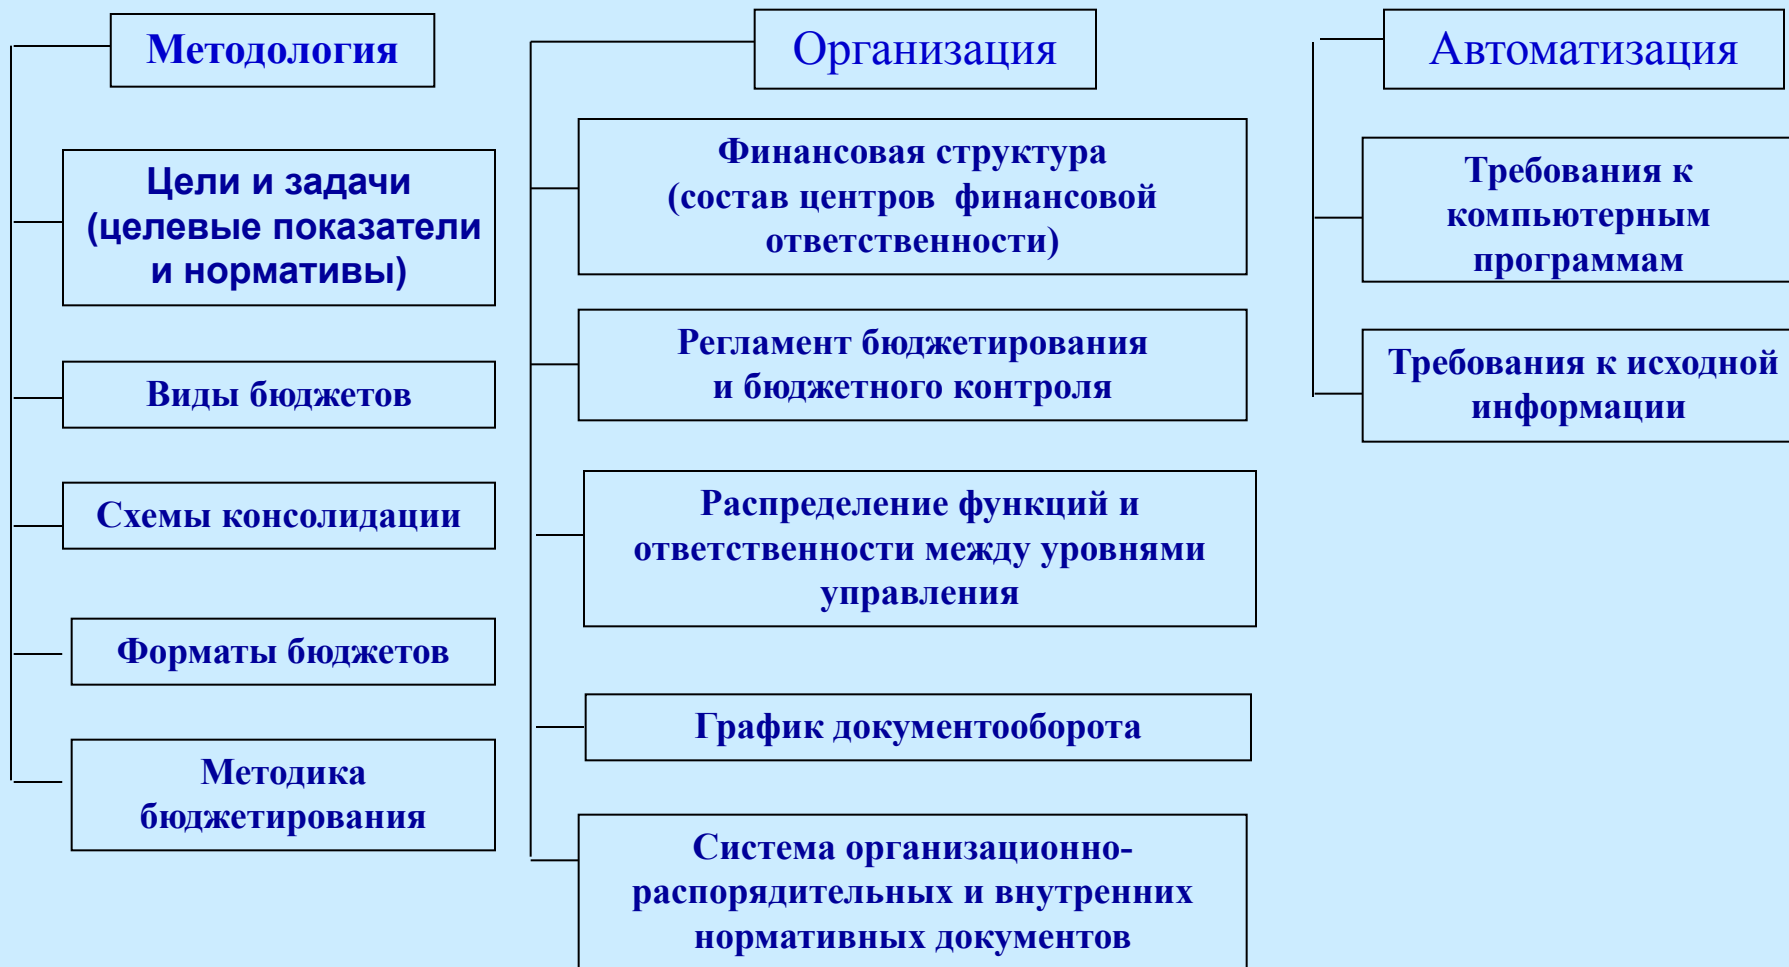 Методология
Цели и задачи
(целевые показатели
и нормативы)
Виды бюджетов
Схемы консолидации
Форматы бюджетов
Методика
бюджетирования
Организация
Финансовая структура
(состав центров финансовой
ответственности)
Регламент бюджетирования
и бюджетного контроля
Распределение функций и
ответственности между уровнями
управления
График документооборота
Система организационно-
распорядительных и внутренних
нормативных документов
Автоматизация
Требования к
компьютерным
программам
Требования к исходной
информации